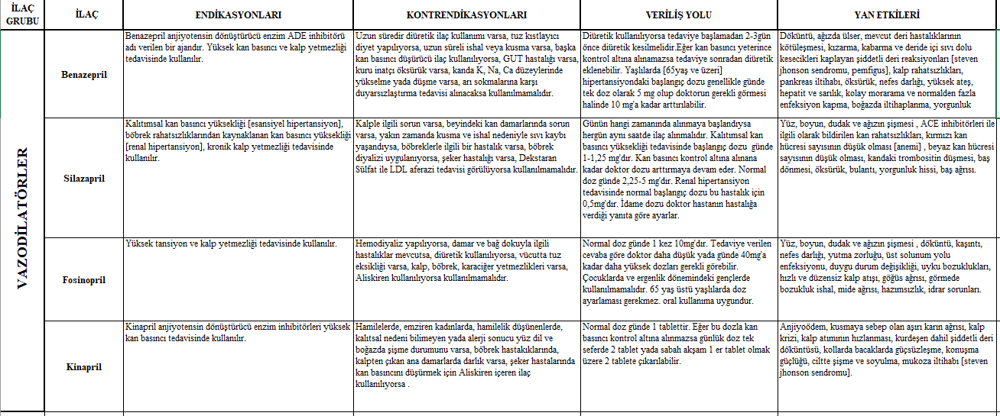 İLAÇ GRUBU
İLAÇ
ENDİKASYONLARI
KONTRENDİKASYONLARI
VERİLİŞ YOLU
YAN ETKİLERİ
VAZODİLATÖRLER
Benazepril
Benazepril anjiyotensin dönüştürücü enzim ADE inhibitörü
adı verilen bir ajandır. Yüksek kan basıncı ve kalp yetmezliği
tedavisinde kullanılır.
Uzun süredir diüretik ilaç kullanımı varsa, tuz kıstlayıcı
diyet yapılıyorsa, uzun süreli ishal veya kusma varsa, başka
kan basıncı düşürücü ilaç kullanılıyorsa, GUT hastalığı varsa,
kuru inatçı öksürük varsa, kanda K, Na, Ca düzeylerinde
yükselme yada düşme varsa, arı sokmalarına karşı
duyarsızlaştırma tedavisi alınacaksa kullanılmamalıdır.
Diüretik kullanılıyorsa tedaviye başlamadan 2-3gün
önce diüretik kesilmelidir.Eğer kan basıncı yeterince
kontrol altına alınamazsa tedaviye sonradan diüretik
eklenebilir. Yaşlılarda [65yaş ve üzeri]
hipertansiyondaki başlangıç dozu genellikle günde
tek doz olarak 5 mg olup doktorun gerekli görmesi
halinde 10 mg'a kadar arttırılabilir.
Döküntü, ağızda ülser, mevcut deri hastalıklarının
kötüleşmesi, kızarma, kabarma ve deride içi sıvı dolu
kesecikleri kaplayan şiddetli deri reaksiyonları [steven
jhonson sendromu, pemfigus], kalp rahatsızlıkları,
pankreas iltihabı, öksürük, nefes darlığı, yüksek ateş,
hepatit ve sarılık, kolay morarama ve normalden fazla
enfeksiyon kapma, boğazda iltihaplanma, yorgunluk
Silazapril
Kalıtımsal kan basıncı yüksekliği [esansiyel hipertansiyon],
böbrek rahatsızlıklarından kaynaklanan kan basıncı yüksekliği
[renal hipertansiyon], kronik kalp yetmezliği tedavisinde
kullanılır.
Kalple ilgili sorun varsa, beyindeki kan damarlarında sorun
varsa, yakın zamanda kusma ve ishal nedeniyle sıvı kaybı
yaşandıysa, böbreklerle ilgili bir hastalık varsa, böbrek
diyalizi uygulanıyorsa, şeker hastalığı varsa, Dekstaran
Sülfat ile LDL aferazi tedavisi görülüyorsa kullanılmamalıdır.
Günün hangi zamanında alınmaya başlandıysa
hergün aynı saatde ilaç alınmalıdır. Kalıtımsal kan
basıncı yüksekliği tedavisinde başlangıç dozu günde
1-1,25 mg'dır. Kan basıncı kontrol altına alınana
kadar doktor dozu arttırmaya devam eder. Normal
doz günde 2,25-5 mg'dır. Renal hipertansiyon
tedavisinde normal başlangıç dozu bu hastalık için
0,5mg'dır. İdame dozu doktor hastanın hastalığa
verdiği yanıta göre ayarlar.
Yüz, boyun, dudak ve ağızın şişmesi , ACE inhibitörleri ile
ilgili olarak bildirilen kan rahatsızlıkları, kırmızı kan
hücresi sayısının düşük olması [anemi] , beyaz kan hücresi
sayısının düşük olması, kandaki trombositin düşmesi, baş
dönmesi, öksürük, bulantı, yorgunluk hissi, baş ağrısı.
Fosinopril
Yüksek tansiyon ve kalp yetmezliği tedavisinde kullanılır.
Hemodiyaliz yapılıyorsa, damar ve bağ dokuyla ilgili
hastalıklar mevcutsa, diüretik kullanılıyorsa, vücutta tuz
eksikliği varsa, kalp, böbrek, karaciğer yetmezlikleri varsa,
Aliskiren kullanılıyorsa kullanılmamalıdır.
Normal doz günde 1 kez 10mg'dır. Tedaviye verilen
cevaba göre doktor daha düşük yada günde 40mg'a
kadar daha yüksek dozları gerekli görebilir.
Çocuklarda ve ergenlik dönemindeki gençlerde
kullanılmamalıdır. 65 yaş üstü yaşlılarda doz
ayarlaması gerekmez. oral kullanıma uygundur.
Yüz, boyun, dudak ve ağızın şişmesi , döküntü, kaşıntı,
nefes darlığı, yutma zorluğu, üst solunum yolu
enfeksiyonu, duygu durum değişikliği, uyku bozuklukları,
hızlı ve düzensiz kalp atışı, göğüs ağrısı, görmede
bozukluk ishal, mide ağrısı, hazımsızlık, idrar sorunları.
Kinapril
Kinapril anjiyotensin dönüştürücü enzim inhibitörleri yüksek
kan basıncı tedavisinde kullanılır.
Hamilelerde, emziren kadınlarda, hamilelik düşünenlerde,
kalıtsal nedeni bilimeyen yada alerji sonucu yüz dil ve
boğazda şişme durumunu varsa, böbrek hastakıklarında,
kalpten çıkan ana damarlarda darlık varsa, şeker hastalarında
kan basıncını düşürmek için Aliskiren içeren ilaç
kullanılıyorsa .
Normal doz günde 1 tablettir. Eğer bu dozla kan
basıncı kontrol altına alınmazsa günlük doz tek
seferde 2 tablet yada sabah akşam 1 er tablet olmak
üzere 2 tablete çıkarılabilir.
Anjiyoödem, kusmaya sebep olan aşırı karın ağrısı, kalp
krizi, kalp atımının hızlanması, kurdeşen dahil şiddetli deri
döküntüsü, kollarda bacaklarda güçsüzleşme, konuşma
güçlüğü, ciltte şişme ve soyulma, mukoza iltihabı [steven
jhonson sendromu].